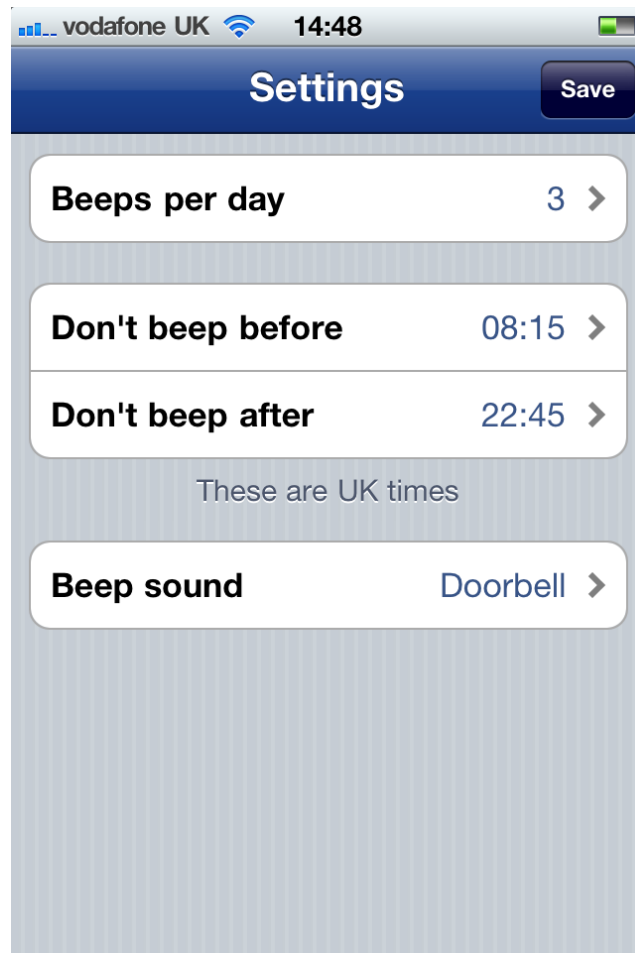 vodafone UK 14:48
Settings Save
Beeps per day 3
Don't beep before 08:15
Don't beep after 22:45
These are UK times
Beep sound Doorbell